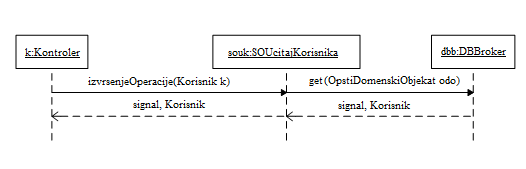 k:Kontroler
souk:SOUcitajKorisnika
dbb:DBBroker
izvrsenjeOperacije(Korisnik k)
get(OpstiDomenskiObjekat odo)
signal, Korisnik
signal, Korisnik